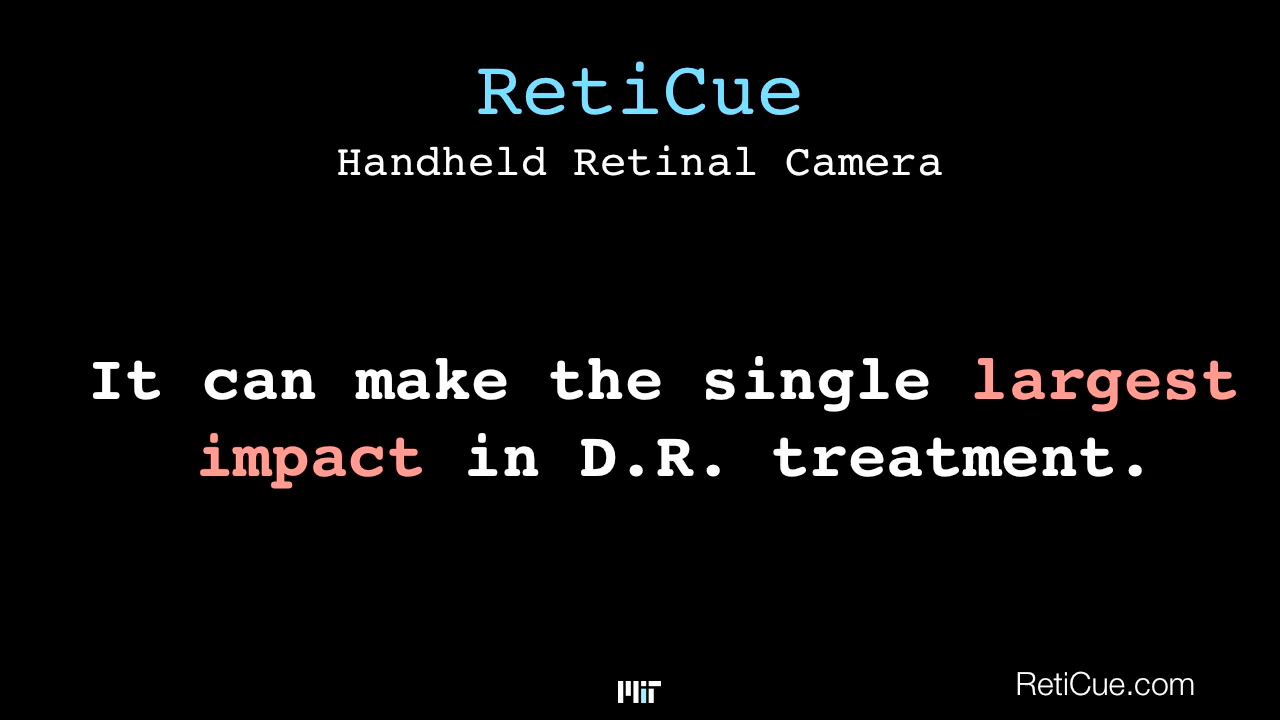 RetiCue
Handheld Retinal Camera
It can make the single largest
impact in D.R. treatment.
MIT
RetiCue.com